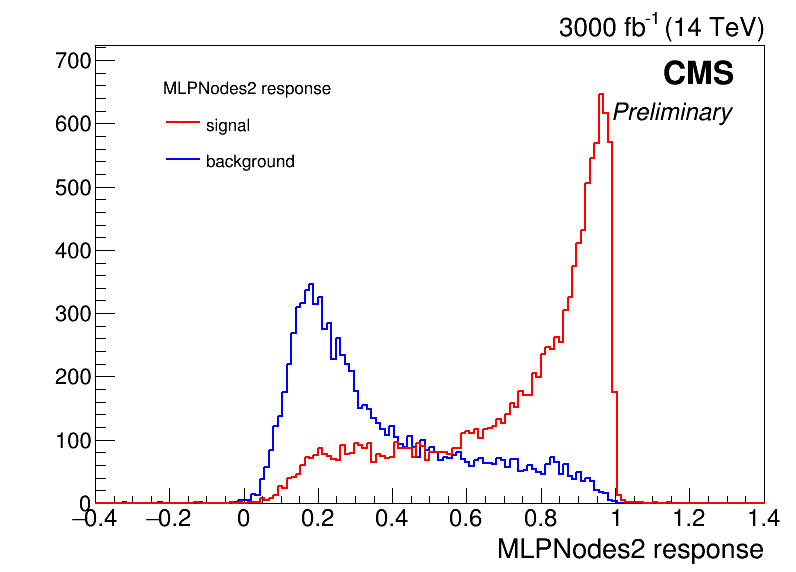 3000 fb⁻¹ (14 TeV)
CMS
Preliminary
MLPNodes2 response
signal
background
700
600
500
400
300
200
100
0
−0.4 −0.2 0 0.2 0.4 0.6 0.8 1 1.2 1.4
MLPNodes2 response